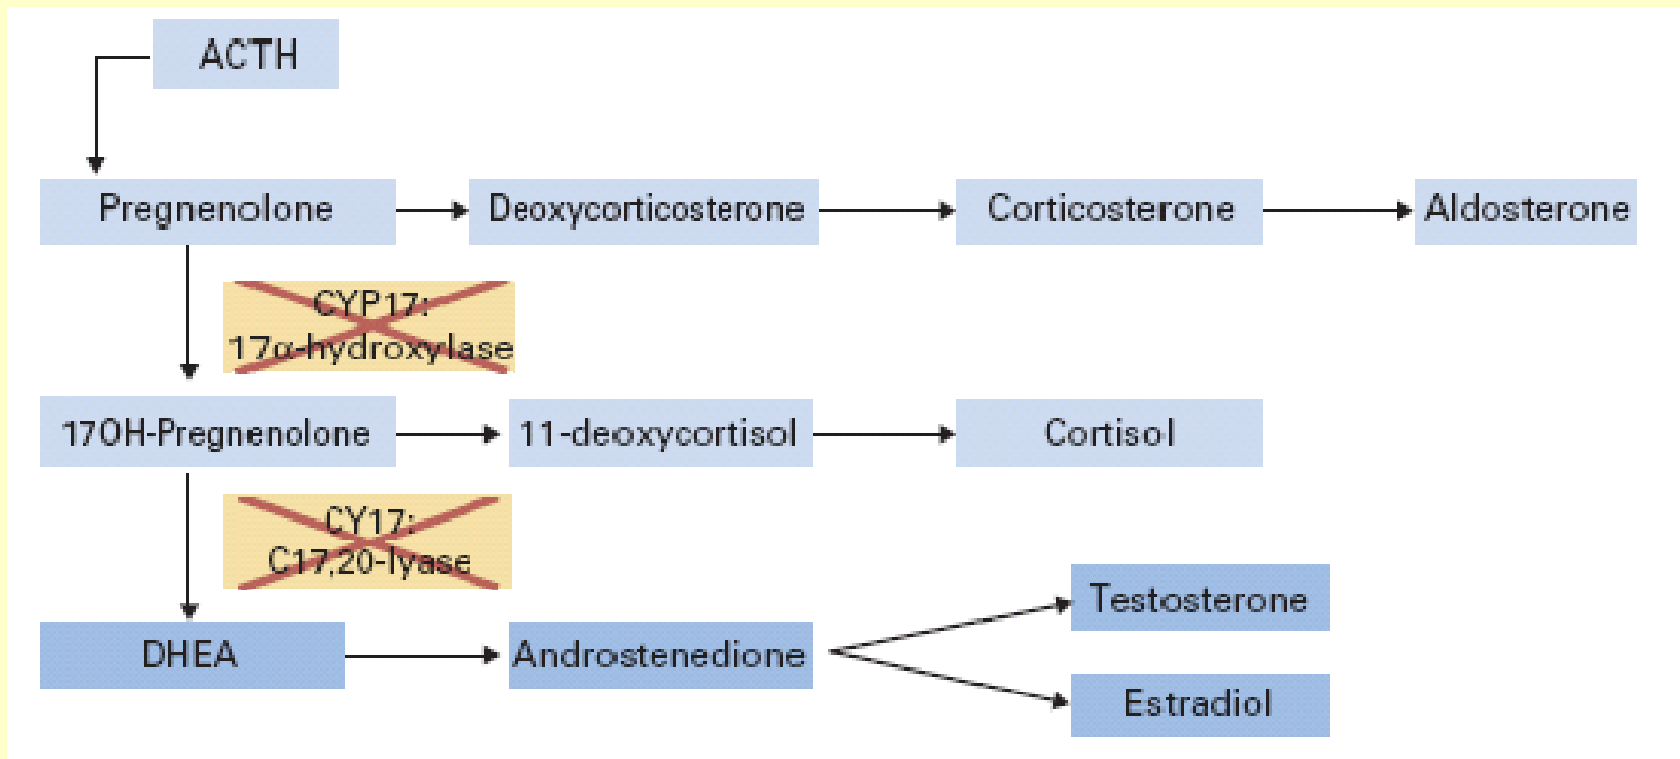 ACTH
Pregnenolone
Deoxycorticosterone
Corticosterone
Aldosterone
CYP17:
17α-hydroxylase
17OH-Pregnenolone
11-deoxycortisol
Cortisol
CY17:
C17,20-lyase
DHEA
Androstenedione
Testosterone
Estradiol